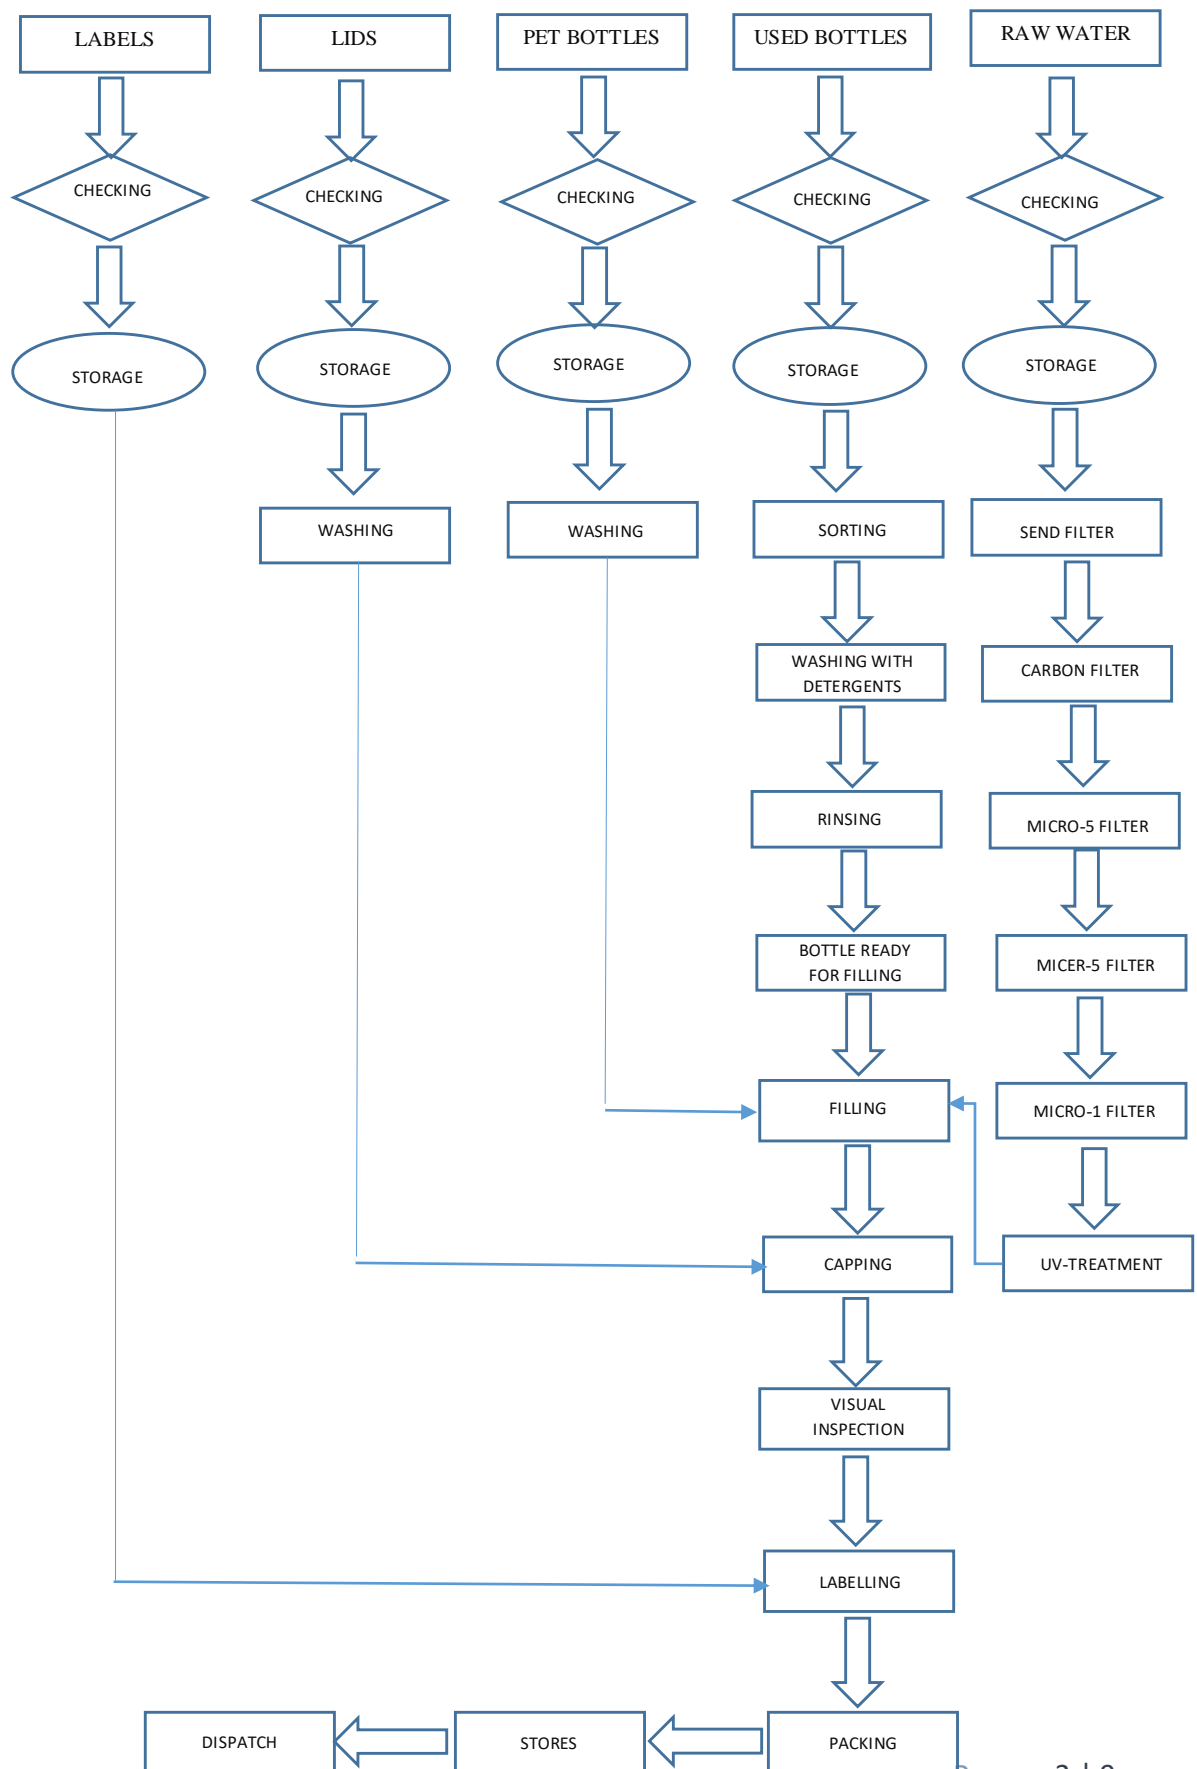 LABELS
LIDS
PET BOTTLES
USED BOTTLES
RAW WATER
CHECKING
CHECKING
CHECKING
CHECKING
CHECKING
STORAGE
STORAGE
STORAGE
STORAGE
STORAGE
WASHING
WASHING
SORTING
SEND FILTER
WASHING WITH
DETERGENTS
CARBON FILTER
RINSING
MICRO-5 FILTER
BOTTLE READY
FOR FILLING
MICER-5 FILTER
FILLING
MICRO-1 FILTER
CAPPING
UV-TREATMENT
VISUAL
INSPECTION
LABELLING
DISPATCH
STORES
PACKING